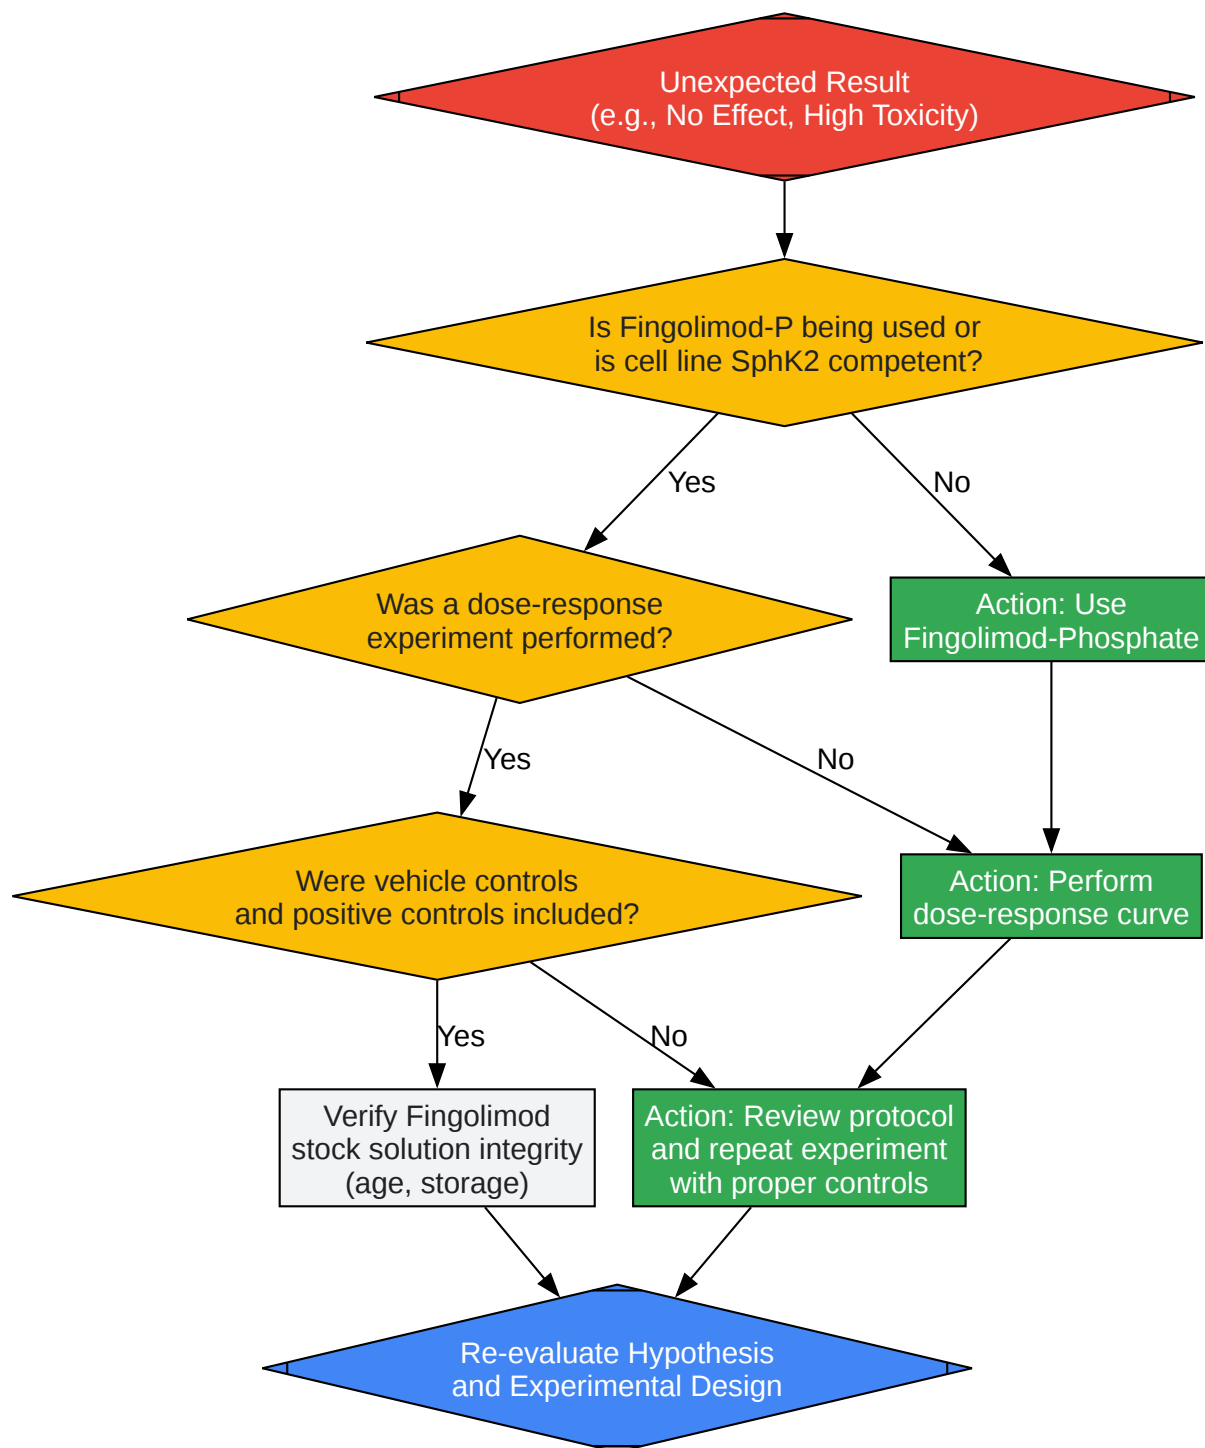 Unexpected Result
(e.g., No Effect, High Toxicity)
Is Fingolimod-P being used or
is cell line SphK2 competent?
Yes
No
Was a dose-response
experiment performed?
Action: Use
Fingolimod-Phosphate
Yes
No
Were vehicle controls
and positive controls included?
Action: Perform
dose-response curve
Yes
No
Verify Fingolimod
stock solution integrity
(age, storage)
Action: Review protocol
and repeat experiment
with proper controls
Re-evaluate Hypothesis
and Experimental Design